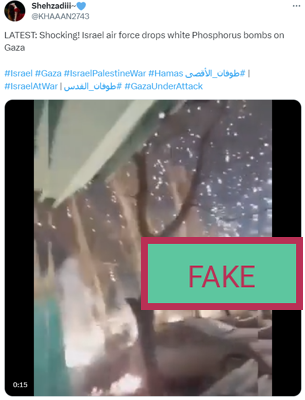 Shehzadiii~💙
@KHAAAN2743
LATEST: Shocking! Israel air force drops white Phosphorus bombs on
Gaza
#Israel #Gaza #IsraelPalestineWar #Hamas #طوفان_الأقصى |
#IsraelAtWar | #طوفان_القدس #GazaUnderAttack
FAKE
0:15